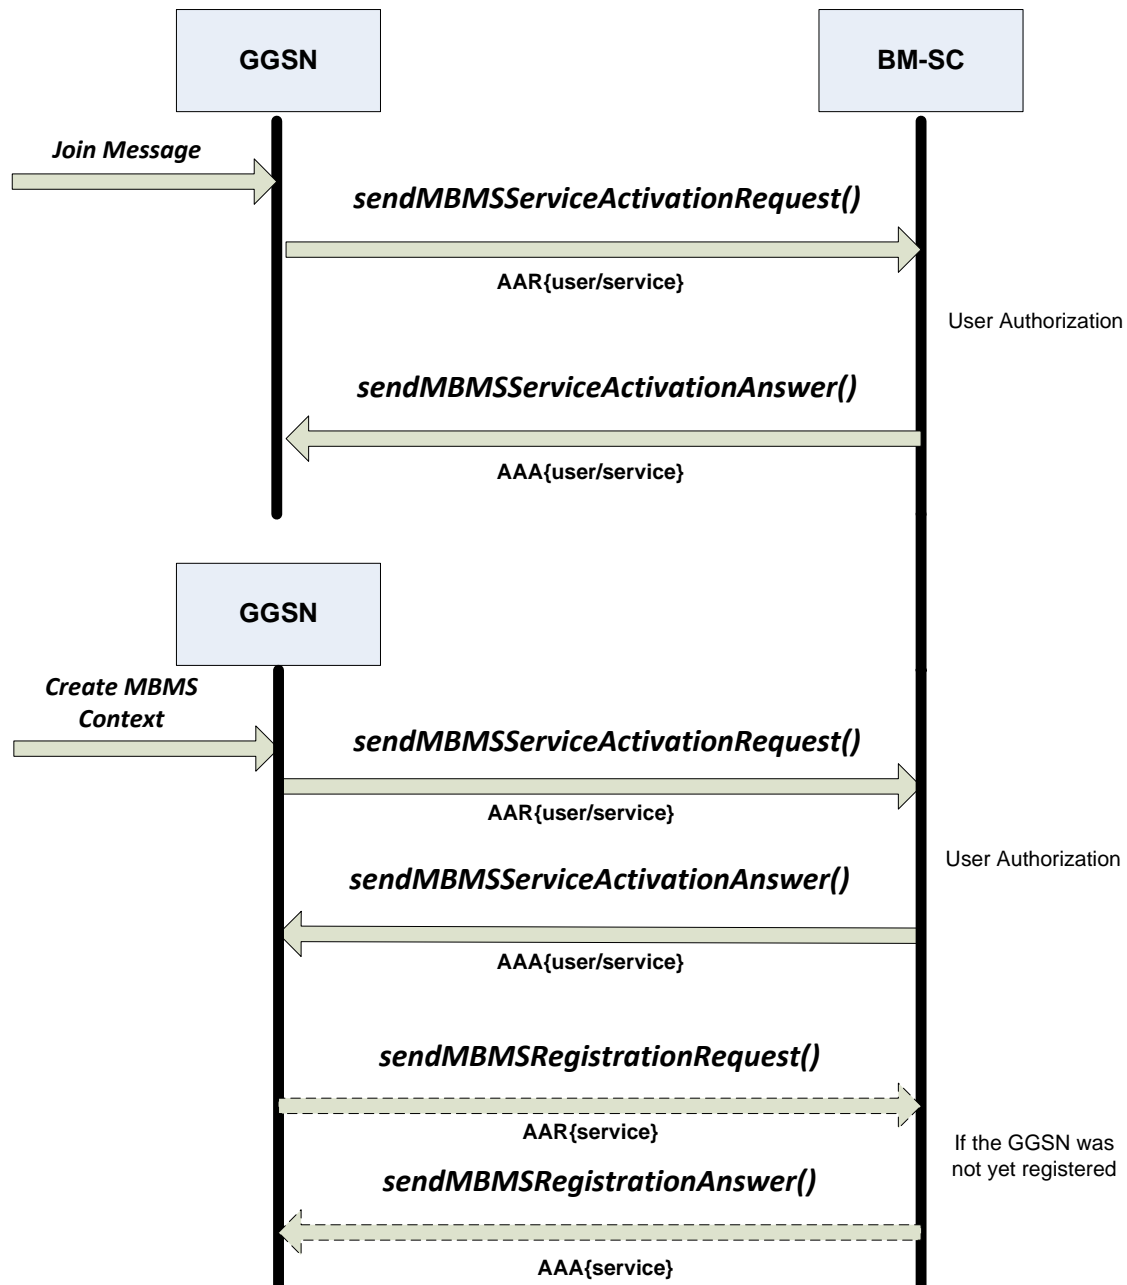 GGSN
BM-SC
Join Message
sendMBMSServiceActivationRequest()
AAR{user/service}
User Authorization
sendMBMSServiceActivationAnswer()
AAA{user/service}
GGSN
Create MBMS
Context
sendMBMSServiceActivationRequest()
AAR{user/service}
User Authorization
sendMBMSServiceActivationAnswer()
AAA{user/service}
sendMBMSRegistrationRequest()
AAR{service}
If the GGSN was
not yet registered
sendMBMSRegistrationAnswer()
AAA{service}